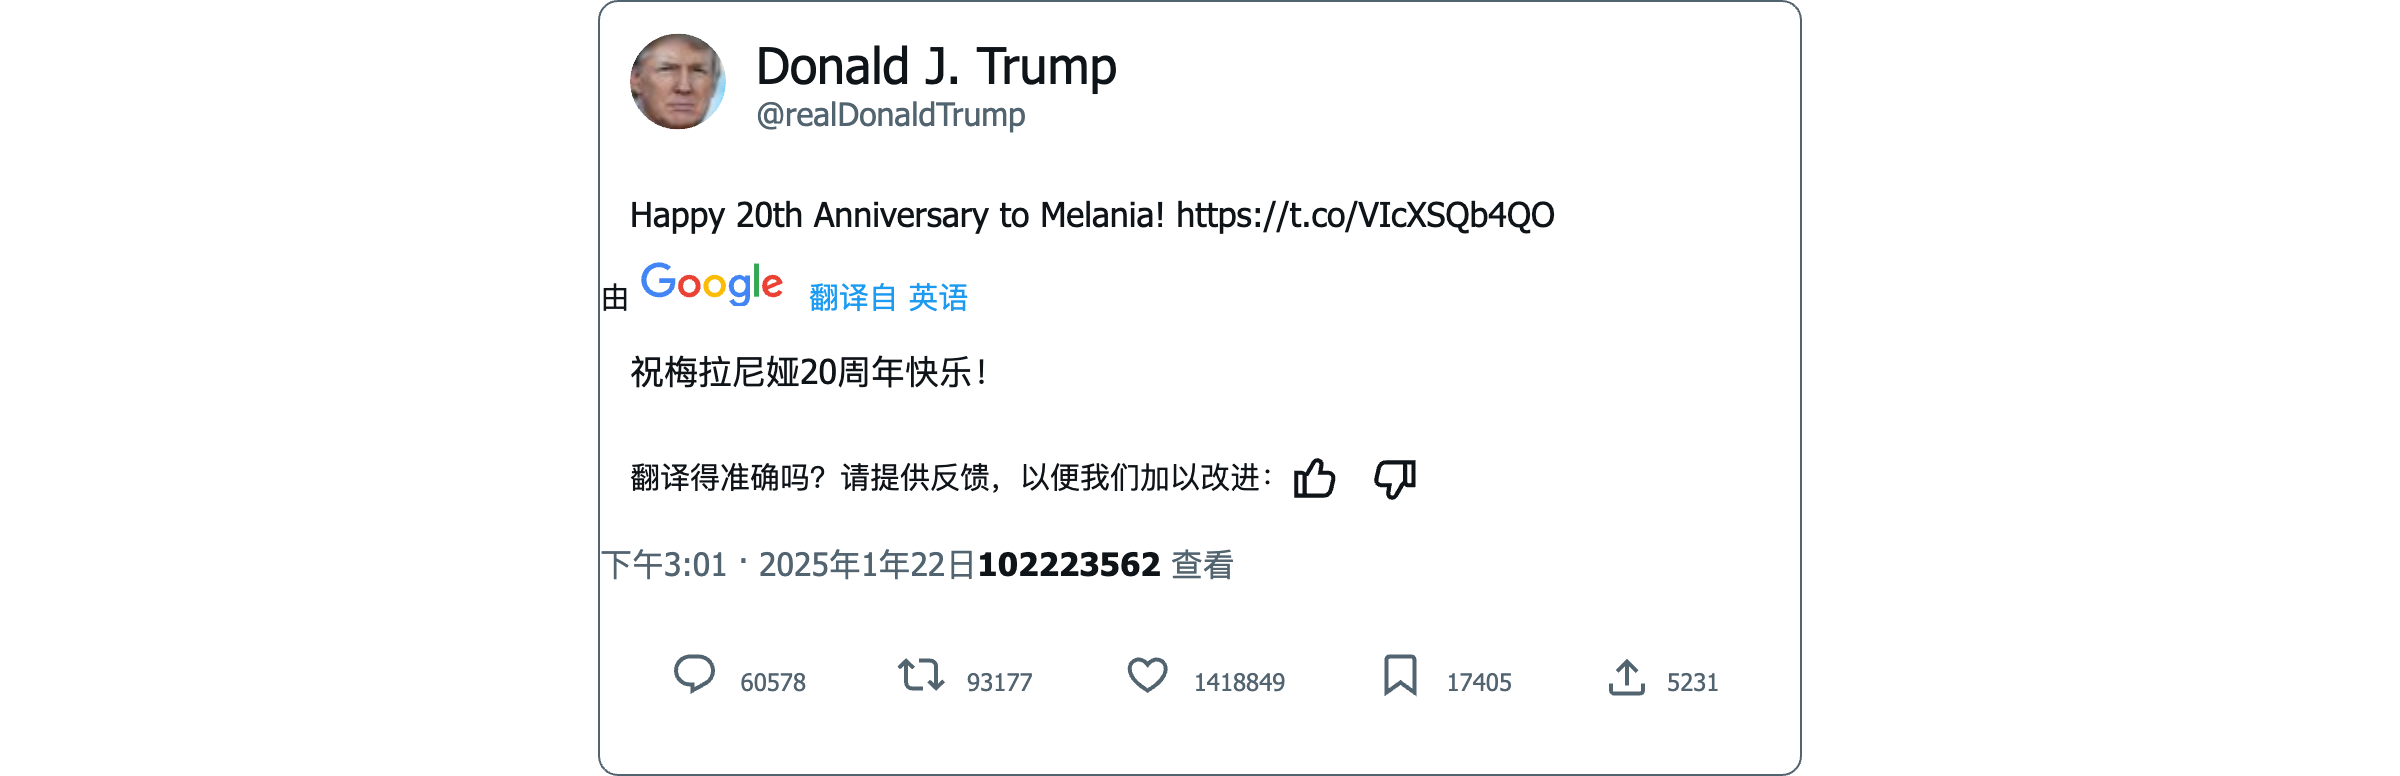 Donald J. Trump
@realDonaldTrump
Happy 20th Anniversary to Melania! https://t.co/VIcXSQb4QO
由 Google 翻译自 英语
祝梅拉尼娅20周年快乐！
翻译得准确吗？请提供反馈，以便我们加以改进：
下午3:01 · 2025年1年22日102223562 查看
60578 93177 1418849 17405 5231